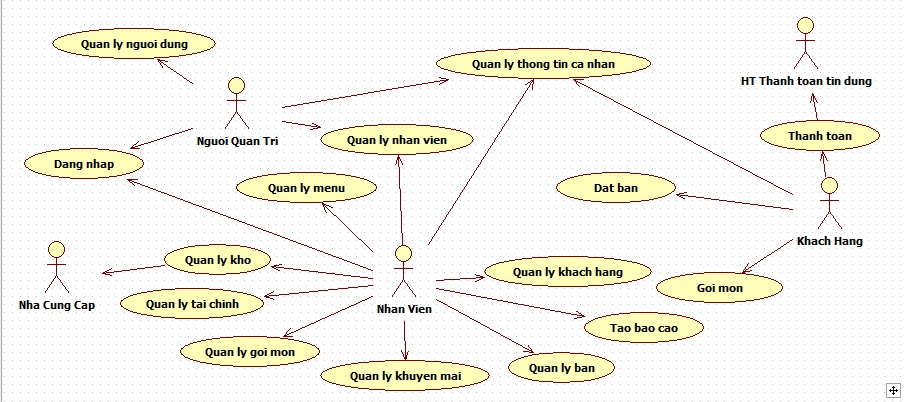 Quan ly nguoi dung
Quan ly thong tin ca nhan
HT Thanh toan tin dung
Nguoi Quan Tri
Quan ly nhan vien
Thanh toan
Dang nhap
Quan ly menu
Dat ban
Khach Hang
Quan ly kho
Quan ly khach hang
Goi mon
Nha Cung Cap
Quan ly tai chinh
Nhan Vien
Tao bao cao
Quan ly goi mon
Quan ly ban
Quan ly khuyen mai